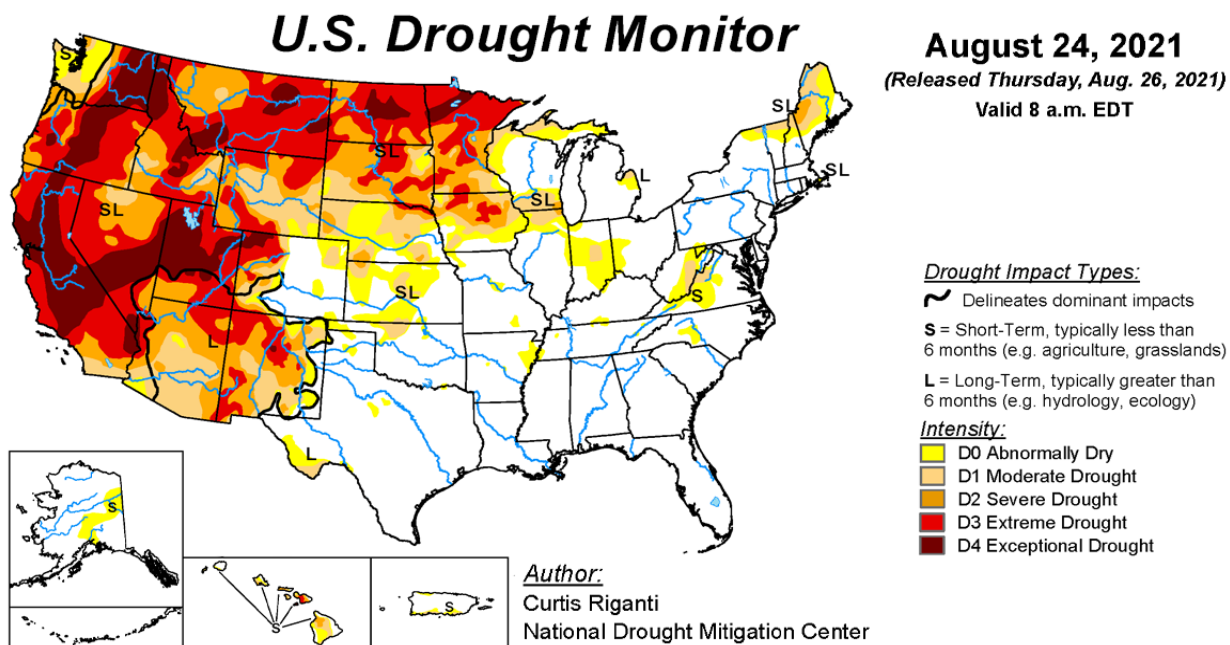 U.S. Drought Monitor
August 24, 2021
(Released Thursday, Aug. 26, 2021)
Valid 8 a.m. EDT
S
SL
SL
SL
L
SL
SL
SL
S
L
L
S
S
S
Drought Impact Types:
Delineates dominant impacts
S = Short-Term, typically less than
6 months (e.g. agriculture, grasslands)
L = Long-Term, typically greater than
6 months (e.g. hydrology, ecology)
Intensity:
D0 Abnormally Dry
D1 Moderate Drought
D2 Severe Drought
D3 Extreme Drought
D4 Exceptional Drought
Author:
Curtis Riganti
National Drought Mitigation Center